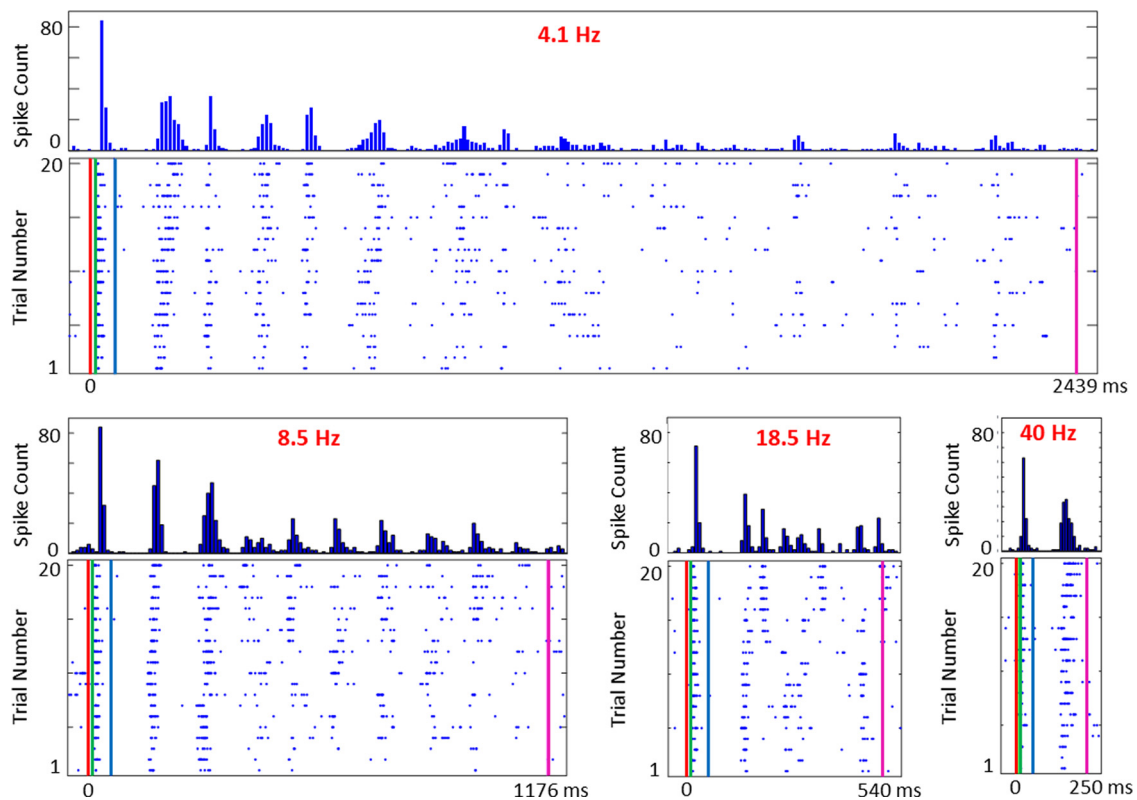 4.1 Hz
Spike Count
80
0
Trial Number
20
1
0
2439 ms
8.5 Hz
Spike Count
80
0
Trial Number
20
1
0
1176 ms
18.5 Hz
Spike Count
80
0
Trial Number
20
1
0
540 ms
40 Hz
Spike Count
80
0
Trial Number
20
1
0
250 ms